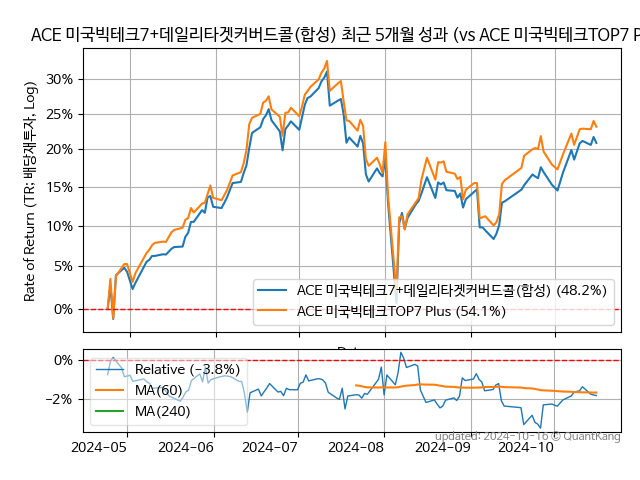 ACE 미국빅테크7+데일리타겟커버드콜(합성) 최근 5개월 성과 (vs ACE 미국빅테크TOP7 P
Rate of Return (TR: 배당재투자, Log)
30%
25%
20%
15%
10%
5%
0%
ACE 미국빅테크7+데일리타겟커버드콜(합성) (48.2%)
ACE 미국빅테크TOP7 Plus (54.1%)
0%
−2%
Relative (−3.8%)
MA(60)
MA(240)
2024−05
2024−06
2024−07
2024−08
2024−09
2024−10
updated: 2024−10−16 © QuantKang